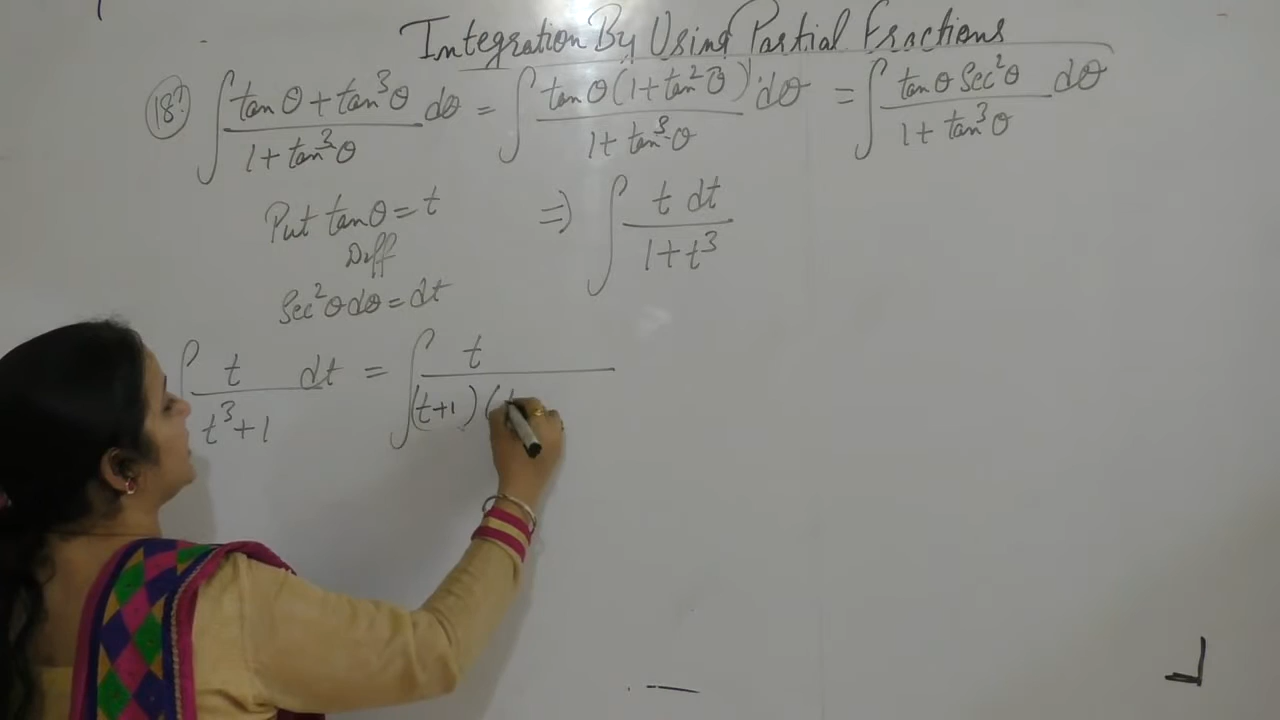 Integration By Using Partial Fractions
18? ∫ tanθ + tan³θ / 1 + tan³θ dθ = ∫ tanθ(1 + tan²θ) / 1 + tan³θ dθ = ∫ tanθ Sec²θ / 1 + tan³θ dθ
Put tanθ = t ⇒ ∫ t dt / 1 + t³
Diff
Sec²θ dθ = dt
∫ t / t³ + 1 dt = ∫ t / (t+1)(